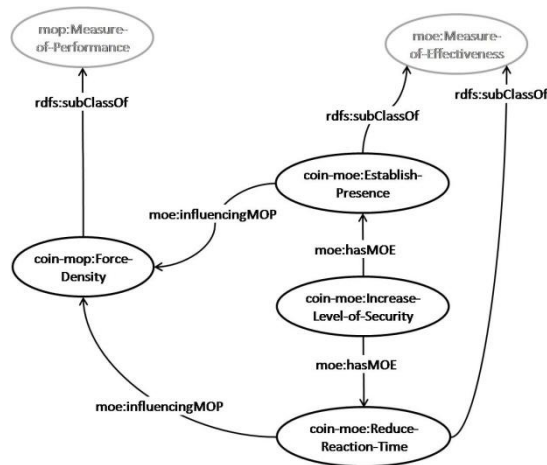 mop:Measure-
of-Performance
moe:Measure-
of-Effectiveness
rdfs:subClassOf
rdfs:subClassOf
rdfs:subClassOf
coin-moe:Establish-
Presence
moe:influencingMOP
moe:hasMOE
coin-mop:Force-
Density
coin-moe:Increase-
Level-of-Security
moe:hasMOE
moe:influencingMOP
coin-moe:Reduce-
Reaction-Time